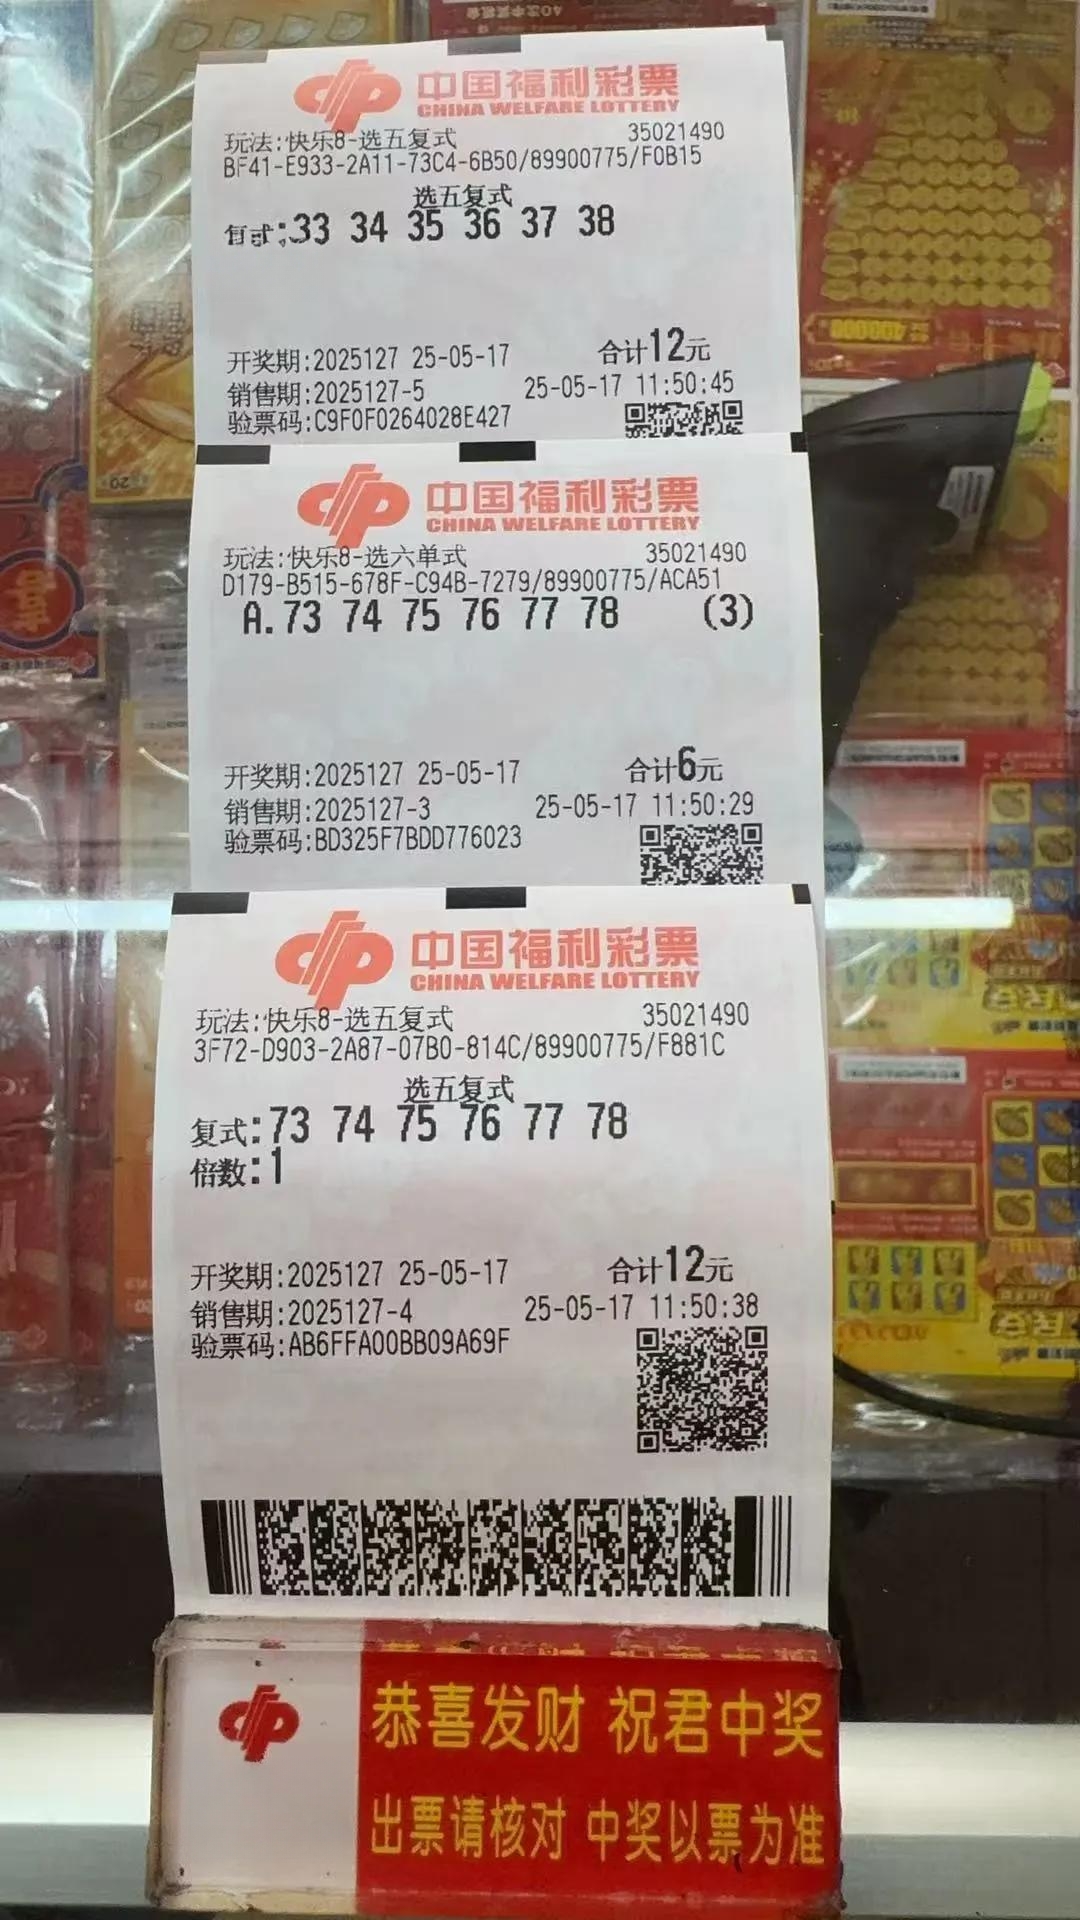 中国福利彩票
CHINA WELFARE LOTTERY
玩法:快乐8-选五复式 35021490
BF41-E933-2A11-73C4-6B50/89900775/F0B15
选五复式
复式:33 34 35 36 37 38
开奖期:2025127 25-05-17 合计12元
销售期:2025127-5 25-05-17 11:50:45
验票码:C9F0F0264028E427
中国福利彩票
CHINA WELFARE LOTTERY
玩法:快乐8-选六单式 35021490
D179-B515-678F-C94B-7279/89900775/ACA51
A.73 74 75 76 77 78 (3)
开奖期:2025127 25-05-17 合计6元
销售期:2025127-3 25-05-17 11:50:29
验票码:BD325F7BDD776023
中国福利彩票
CHINA WELFARE LOTTERY
玩法:快乐8-选五复式 35021490
3F72-D903-2A87-07B0-814C/89900775/F881C
选五复式
复式:73 74 75 76 77 78
倍数:1
开奖期:2025127 25-05-17 合计12元
销售期:2025127-4 25-05-17 11:50:38
验票码:AB6FFA00BB09A69F
恭喜发财 祝君中奖
出票请核对 中奖以票为准